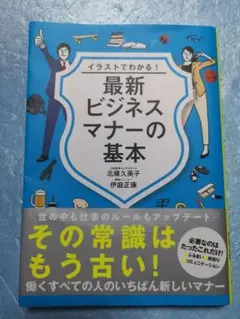 イラストでわかる!
最新
ビジネス
マナーの
基本
北條久美子
伊庭正康
世の中も仕事のルールもアップデート
その常識は
もう古い!
働くすべての人のいちばん新しいマナー
必要なのは
たったこれだけ!